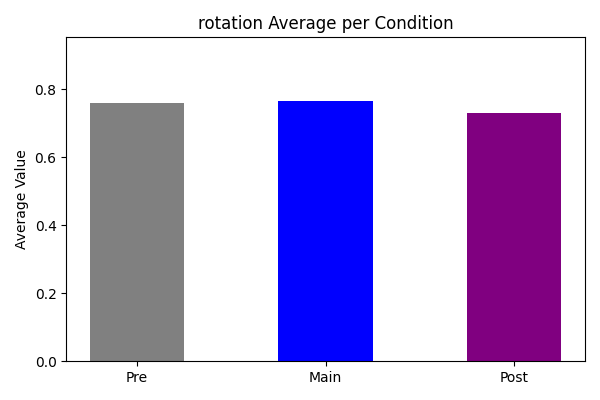 rotation Average per Condition
Average Value
0.8
0.6
0.4
0.2
0.0
Pre
Main
Post